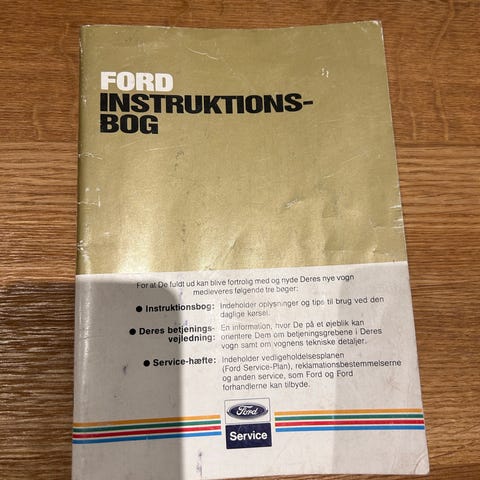 FORD
INSTRUKTIONS-
BOG
For at De fuldt ud kan blive fortrolig med og nyde Deres nye vogn
medleveres følgende tre bøger:
● Instruktionsbog: Indeholder oplysninger og tips til brug ved den
daglige kørsel.
● Deres betjenings- En information, hvor De på et øjeblik kan
vejledning: orientere Dem om betjeningsgrebene i Deres
vogn samt om vognens tekniske detaljer.
● Service-hæfte: Indeholder vedligeholdelsesplanen
(Ford Service-Plan), reklamationsbestemmelserne
og anden service, som Ford og Ford
forhandlerne kan tilbyde.
Ford
Service